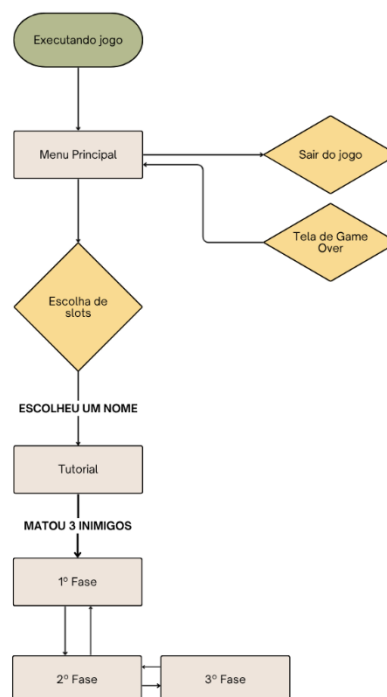 Executando jogo
Menu Principal
Sair do jogo
Tela de Game
Over
Escolha de
slots
ESCOLHEU UM NOME
Tutorial
MATOU 3 INIMIGOS
1º Fase
2º Fase
3º Fase